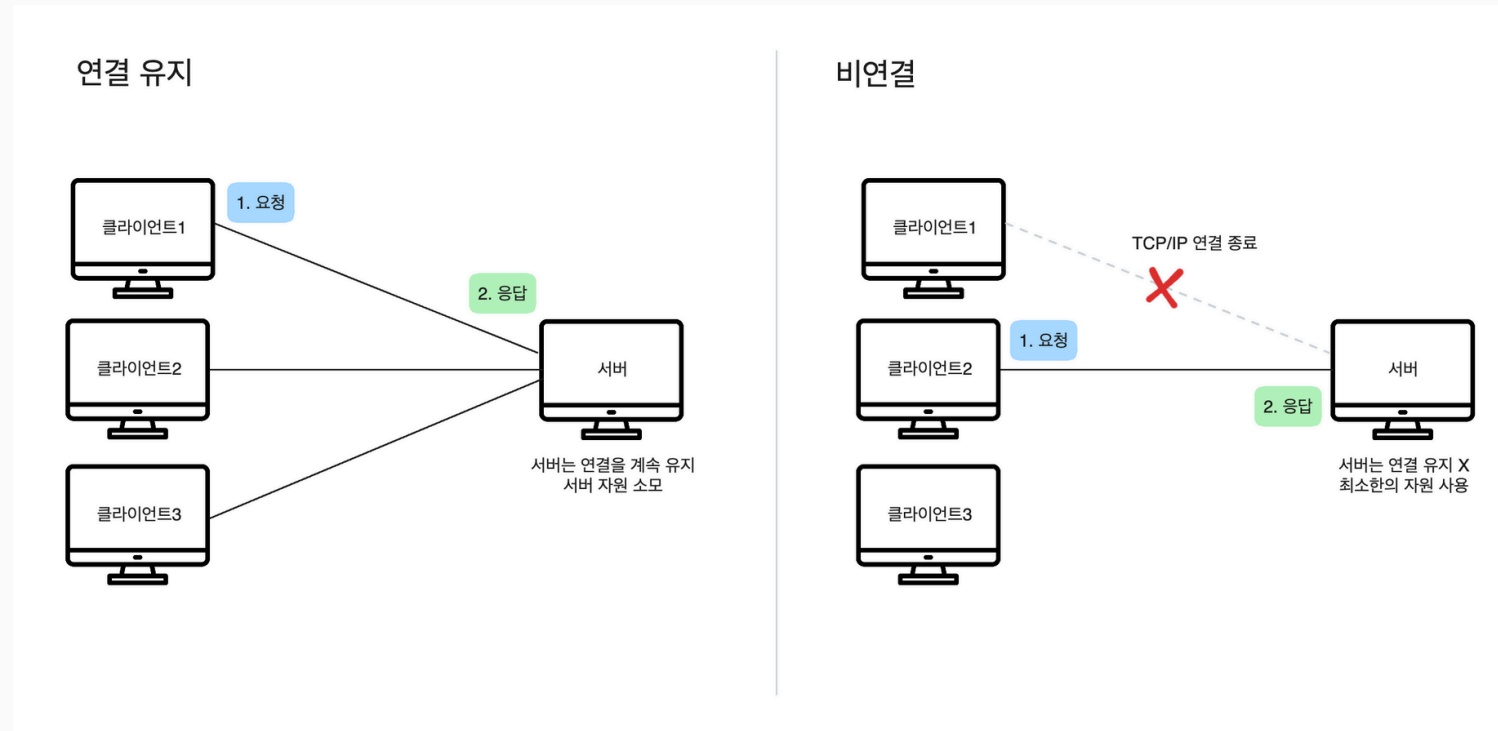 연결 유지
클라이언트1
1. 요청
2. 응답
클라이언트2
서버
클라이언트3
서버는 연결을 계속 유지
서버 자원 소모
비연결
클라이언트1
TCP/IP 연결 종료
1. 요청
클라이언트2
서버
2. 응답
클라이언트3
서버는 연결 유지 X
최소한의 자원 사용